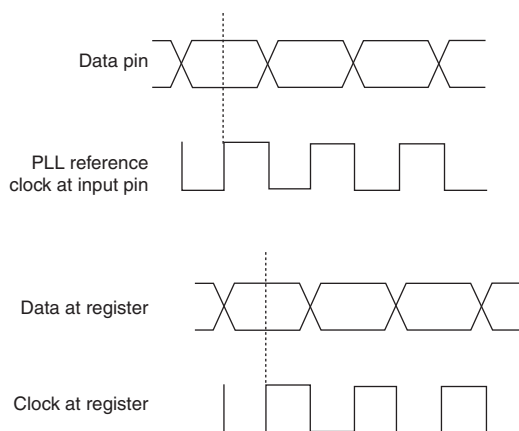 Data pin
PLL reference
clock at input pin
Data at register
Clock at register